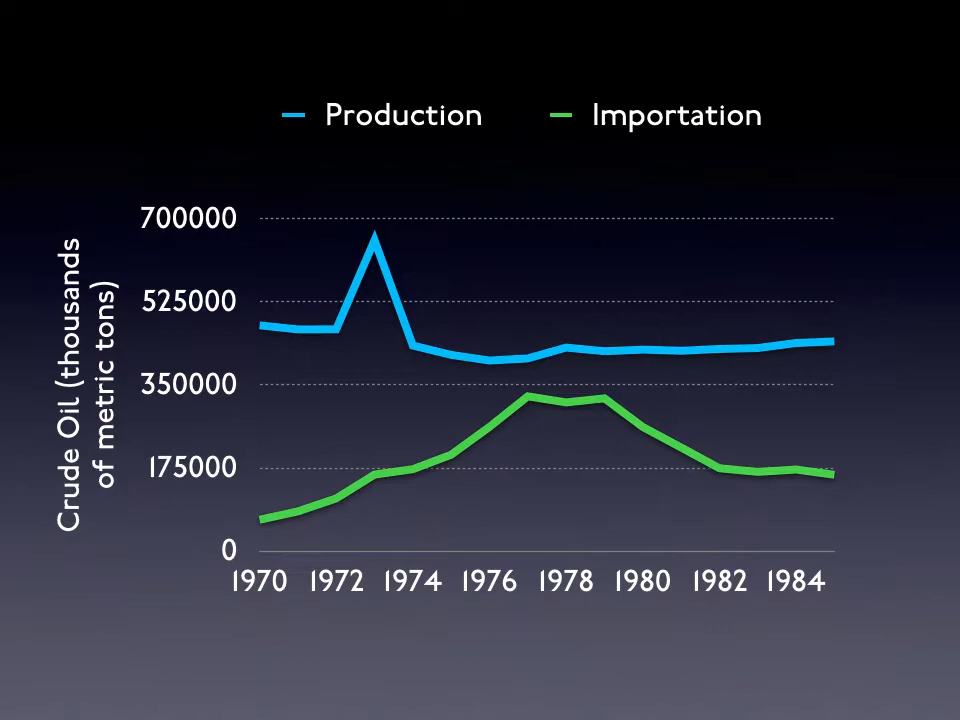 Production Importation
700000
525000
350000
175000
0
Crude Oil (thousands
of metric tons)
1970 1972 1974 1976 1978 1980 1982 1984